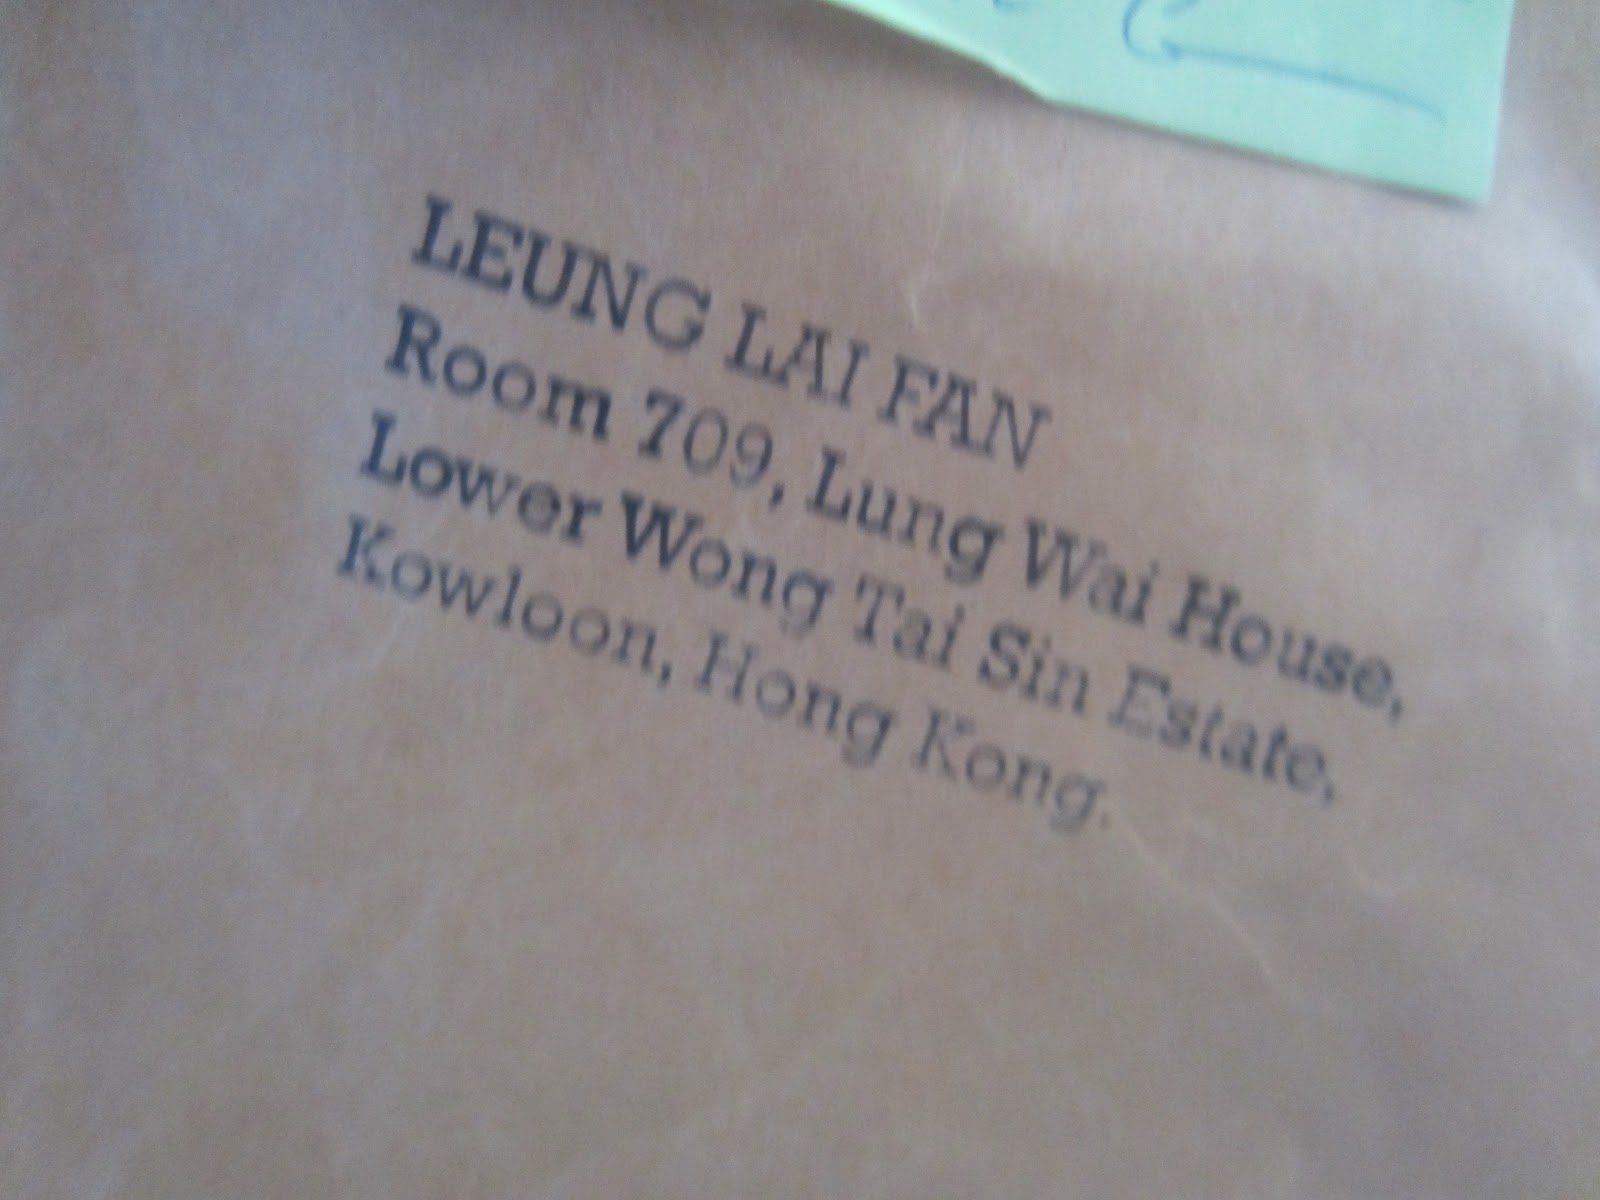 LEUNG LAI FAN
Room 709, Lung Wai House,
Lower Wong Tai Sin Estate,
Kowloon, Hong Kong.